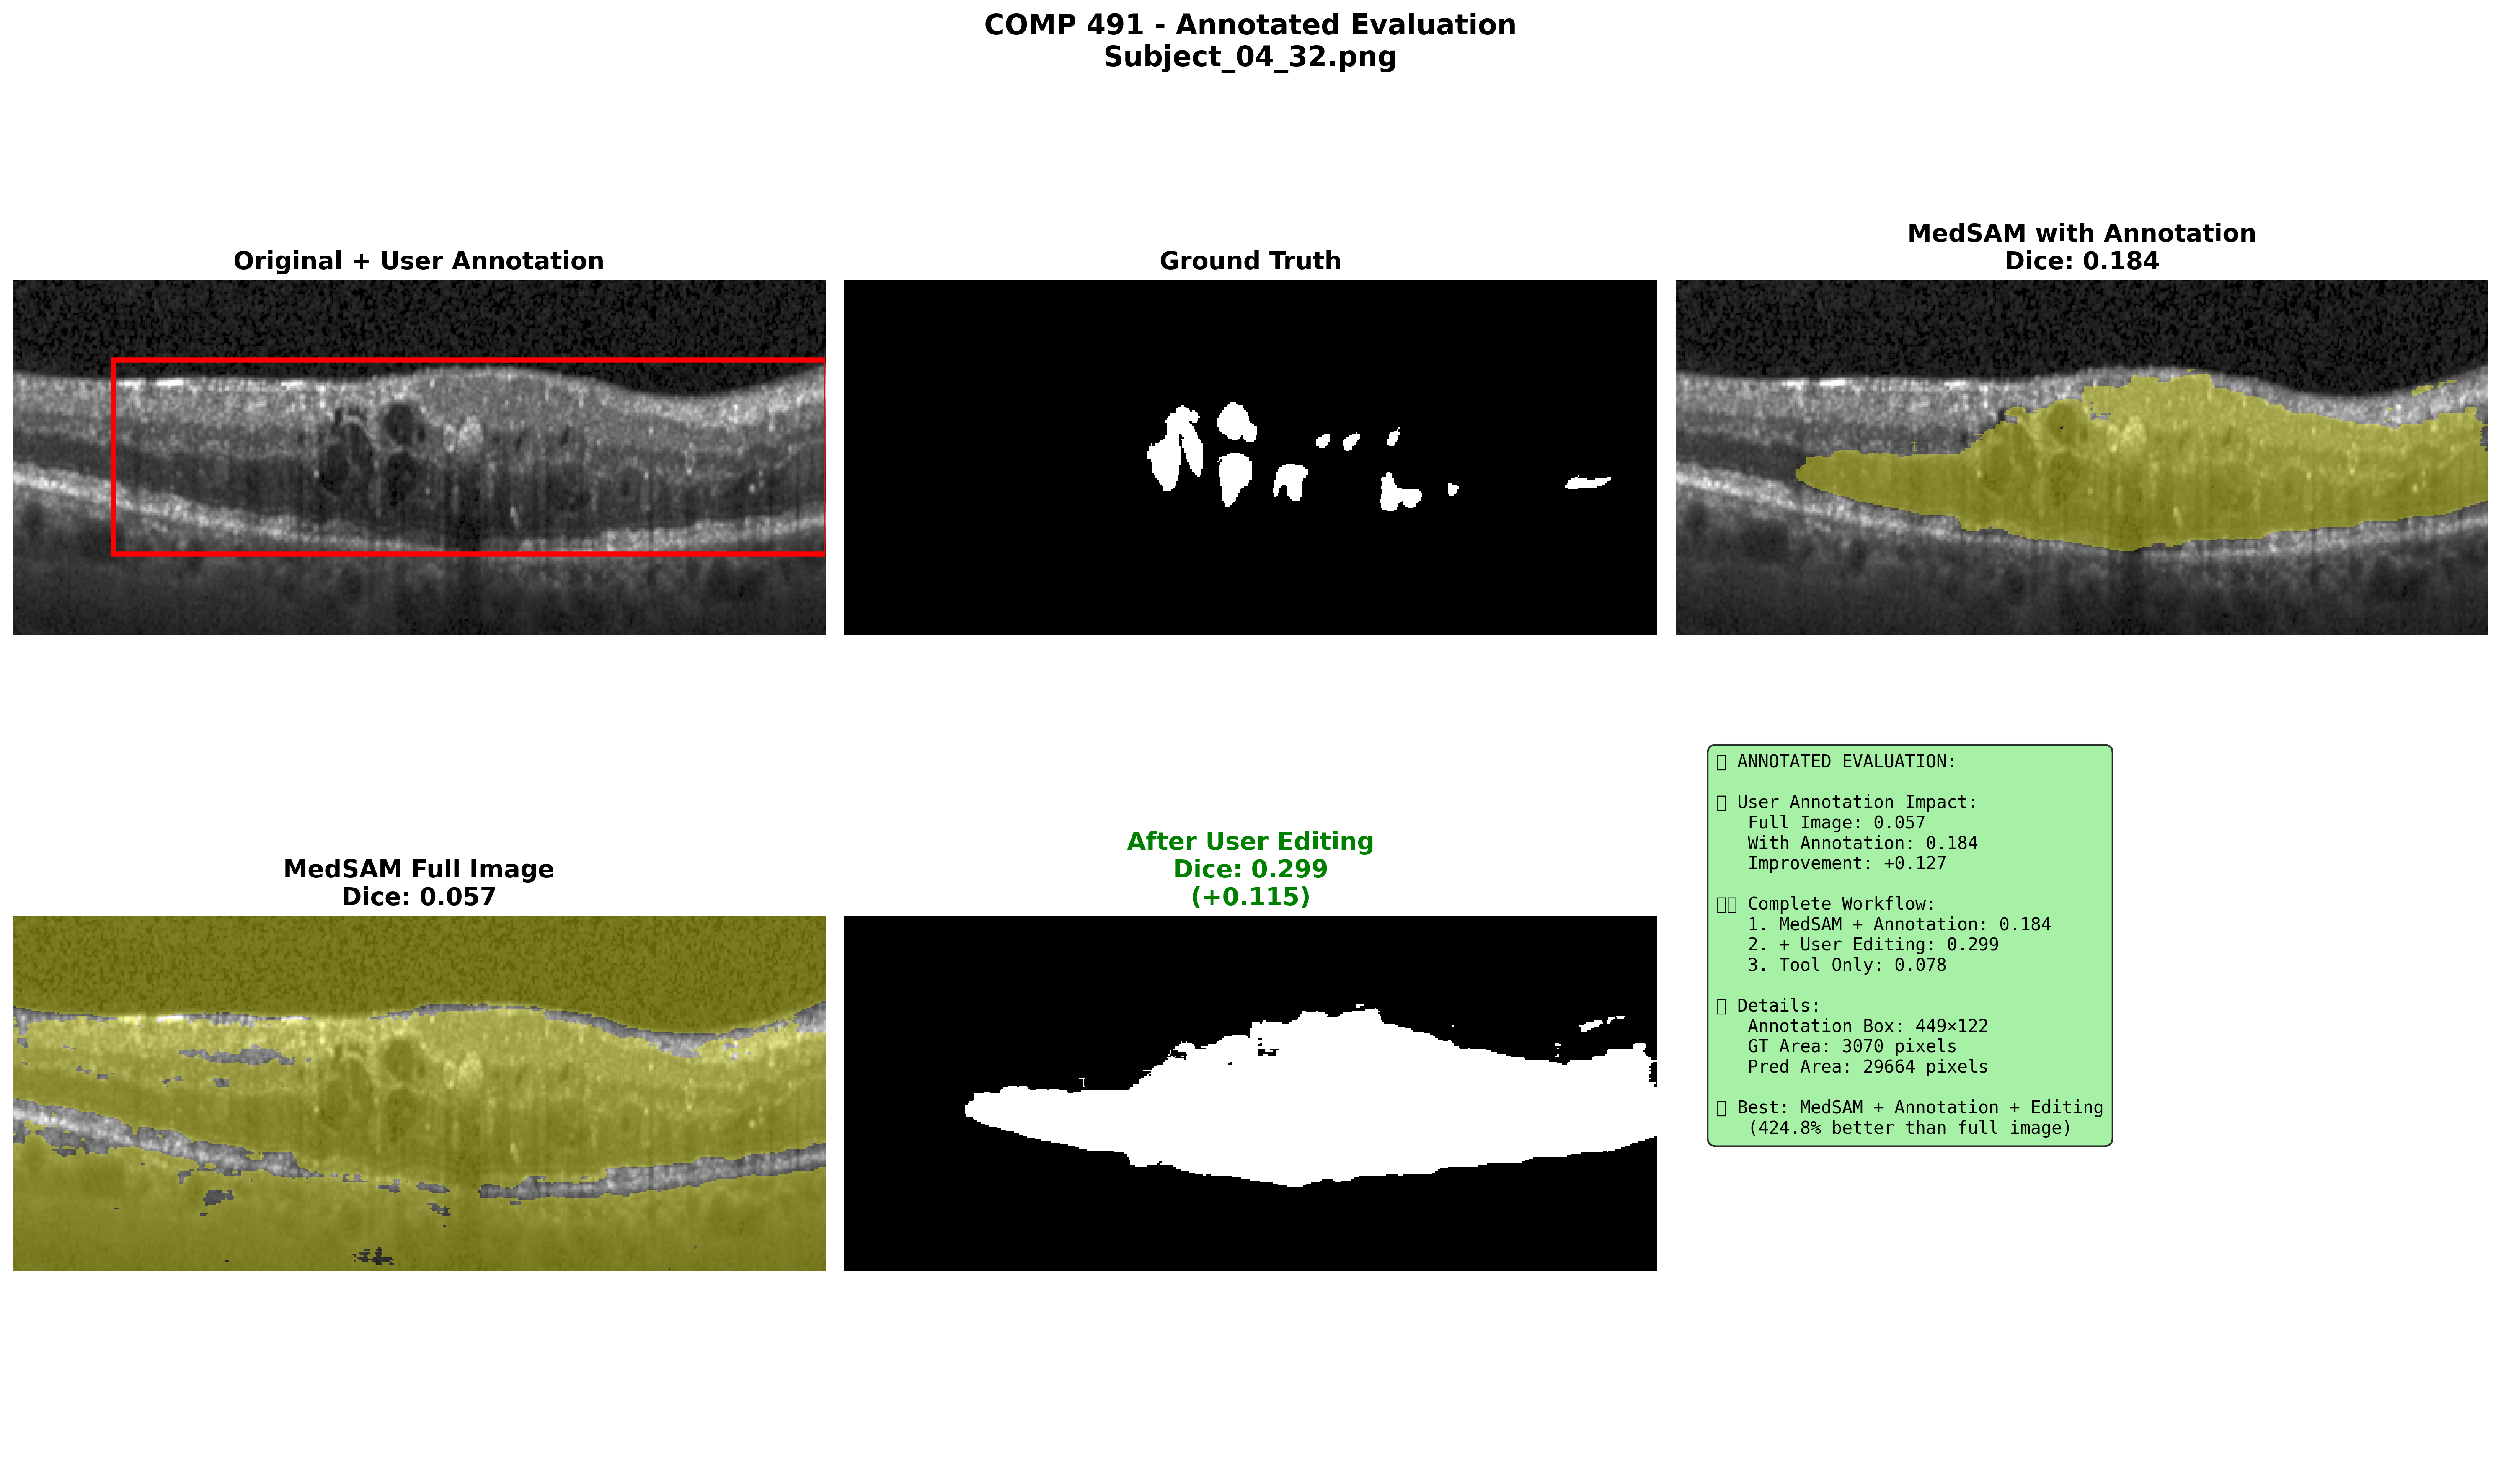 COMP 491 - Annotated Evaluation
Subject_04_32.png
Original + User Annotation
Ground Truth
MedSAM with Annotation
Dice: 0.184
MedSAM Full Image
Dice: 0.057
After User Editing
Dice: 0.299
(+0.115)
ANNOTATED EVALUATION:
User Annotation Impact:
Full Image: 0.057
With Annotation: 0.184
Improvement: +0.127
Complete Workflow:
1. MedSAM + Annotation: 0.184
2. + User Editing: 0.299
3. Tool Only: 0.078
Details:
Annotation Box: 449×122
GT Area: 3070 pixels
Pred Area: 29664 pixels
Best: MedSAM + Annotation + Editing
(424.8% better than full image)